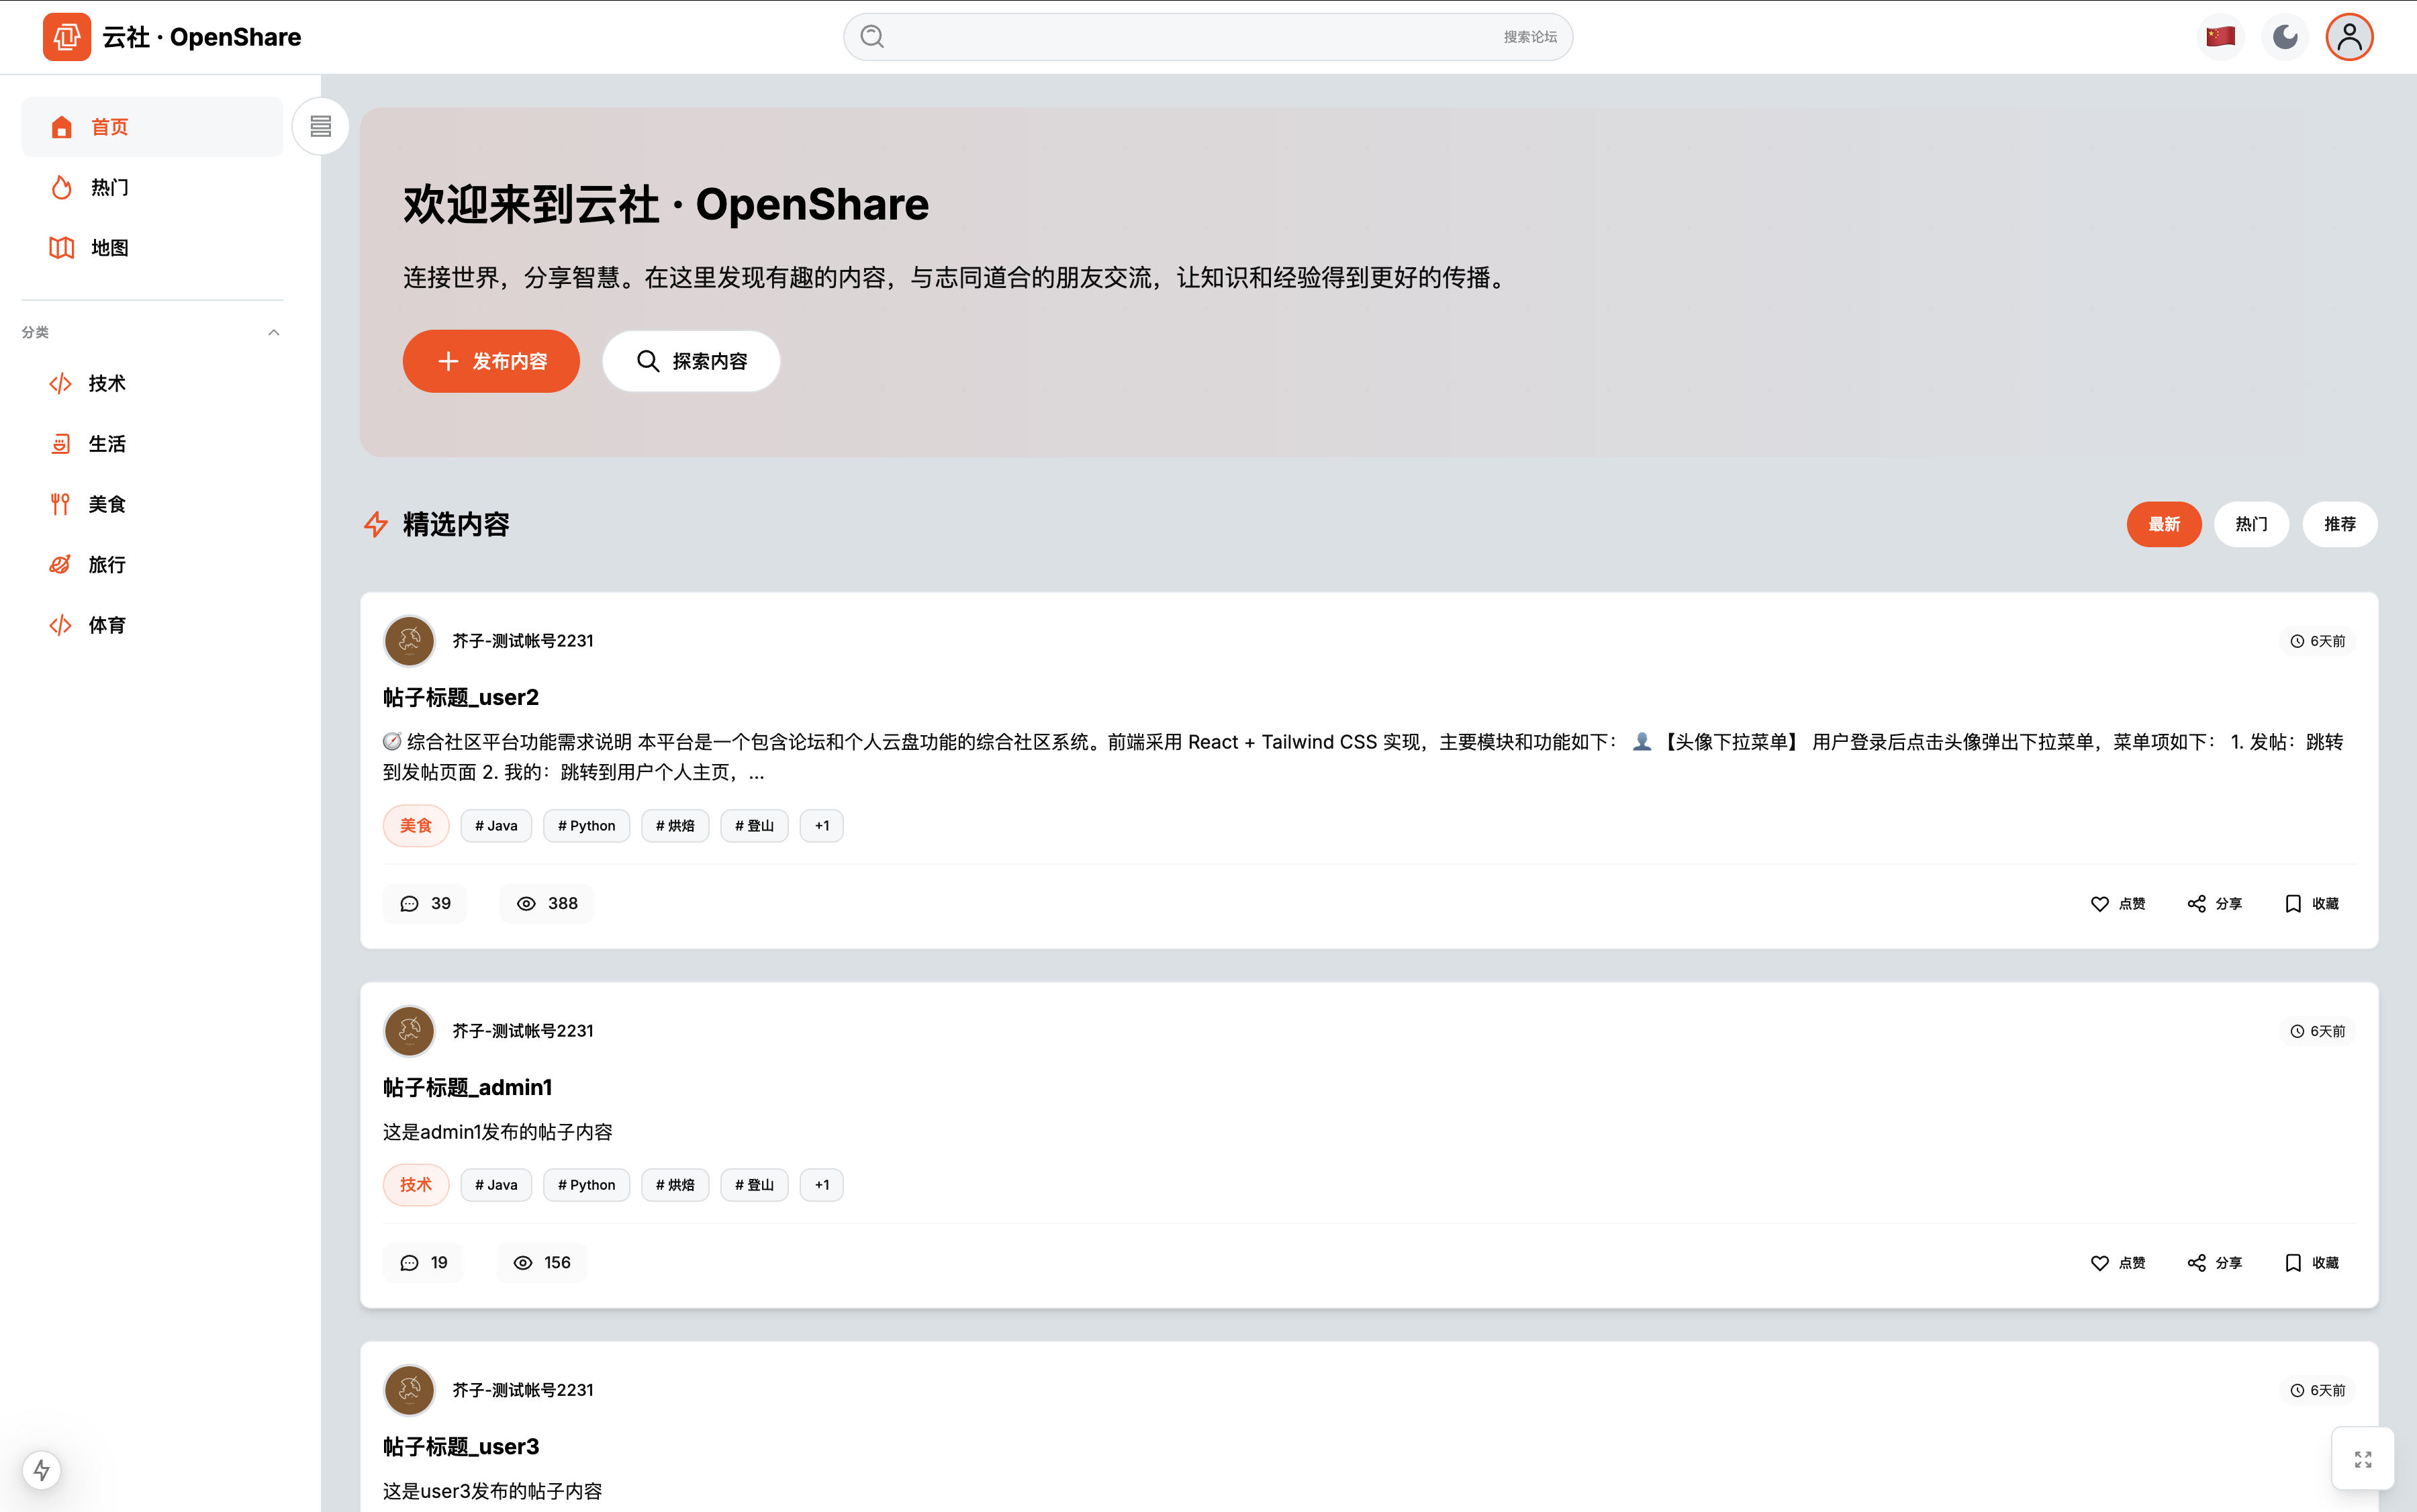 云社 · OpenShare
搜索论坛
首页
热门
地图
分类
技术
生活
美食
旅行
体育
欢迎来到云社 · OpenShare
连接世界，分享智慧。在这里发现有趣的内容，与志同道合的朋友交流，让知识和经验得到更好的传播。
发布内容
探索内容
精选内容
最新
热门
推荐
芥子-测试帐号2231
6天前
帖子标题_user2
🧭 综合社区平台功能需求说明 本平台是一个包含论坛和个人云盘功能的综合社区系统。前端采用 React + Tailwind CSS 实现，主要模块和功能如下： 👤 【头像下拉菜单】 用户登录后点击头像弹出下拉菜单，菜单项如下： 1. 发帖：跳转
到发帖页面 2. 我的：跳转到用户个人主页，...
美食 # Java # Python # 烘焙 # 登山 +1
39 388 点赞 分享 收藏
芥子-测试帐号2231
6天前
帖子标题_admin1
这是admin1发布的帖子内容
技术 # Java # Python # 烘焙 # 登山 +1
19 156 点赞 分享 收藏
芥子-测试帐号2231
6天前
帖子标题_user3
这是user3发布的帖子内容